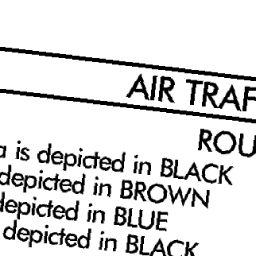 AIR TRAF
ROU
a is depicted in BLACK
depicted in BROWN
depicted in BLUE
depicted in BLACK